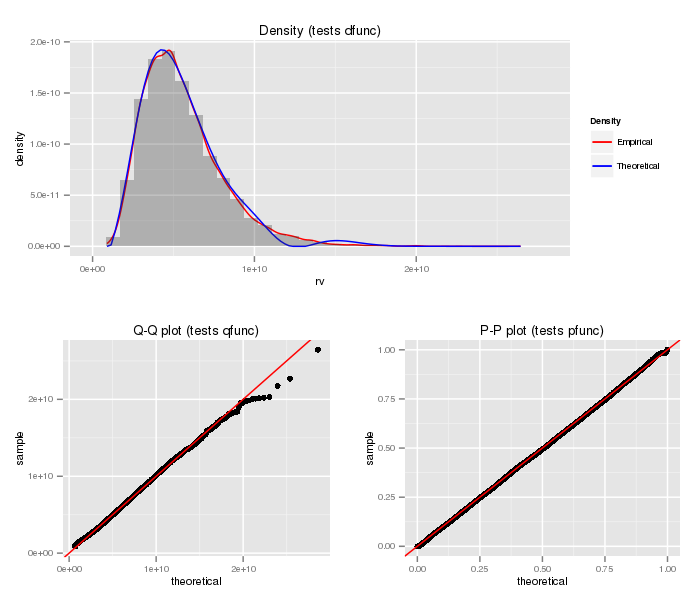 Density (tests dfunc)
density
2.0e-10
1.5e-10
1.0e-10
5.0e-11
0.0e+00
0e+00
1e+10
2e+10
rv
Density
Empirical
Theoretical
Q-Q plot (tests qfunc)
sample
2e+10
1e+10
0e+00
0e+00
1e+10
2e+10
theoretical
P-P plot (tests pfunc)
sample
1.00
0.75
0.50
0.25
0.00
0.00
0.25
0.50
0.75
1.00
theoretical